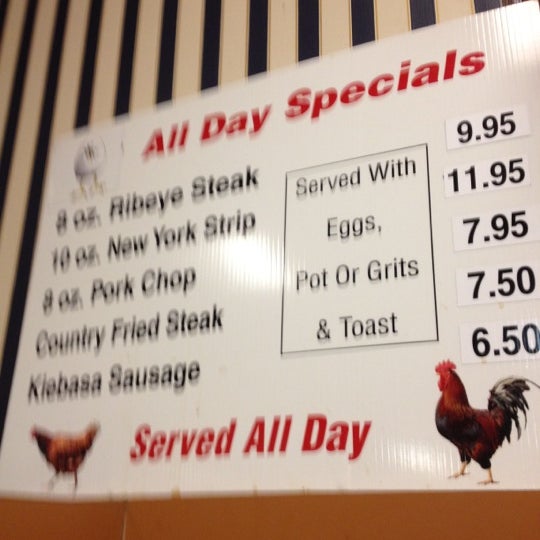 All Day Specials
8 oz. Ribeye Steak 9.95
10 oz. New York Strip 11.95
8 oz. Pork Chop 7.95
Country Fried Steak 7.50
Kiebasa Sausage 6.50
Served With
Eggs,
Pot Or Grits
& Toast
Served All Day